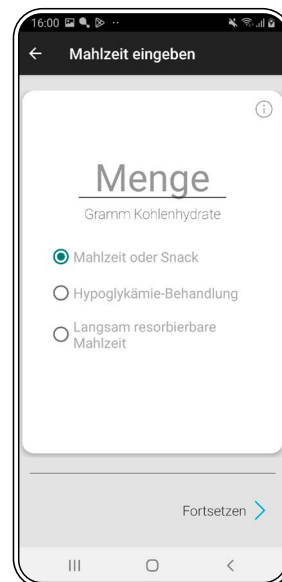 16:00
Mahlzeit eingeben
Menge
Gramm Kohlenhydrate
Mahlzeit oder Snack
Hypoglykämie-Behandlung
Langsam resorbierbare
Mahlzeit
Fortsetzen